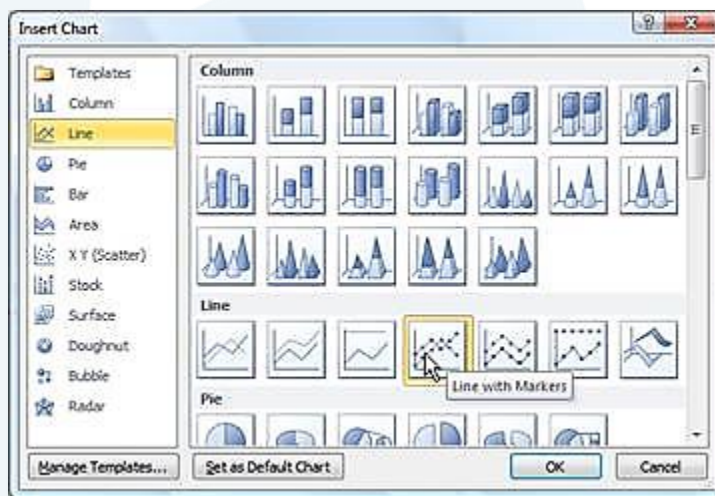 Insert Chart
Templates
Column
Line
Pie
Bar
Area
X Y (Scatter)
Stock
Surface
Doughnut
Bubble
Radar
Column
Line
Line with Markers
Pie
Manage Templates...
Set as Default Chart
OK
Cancel